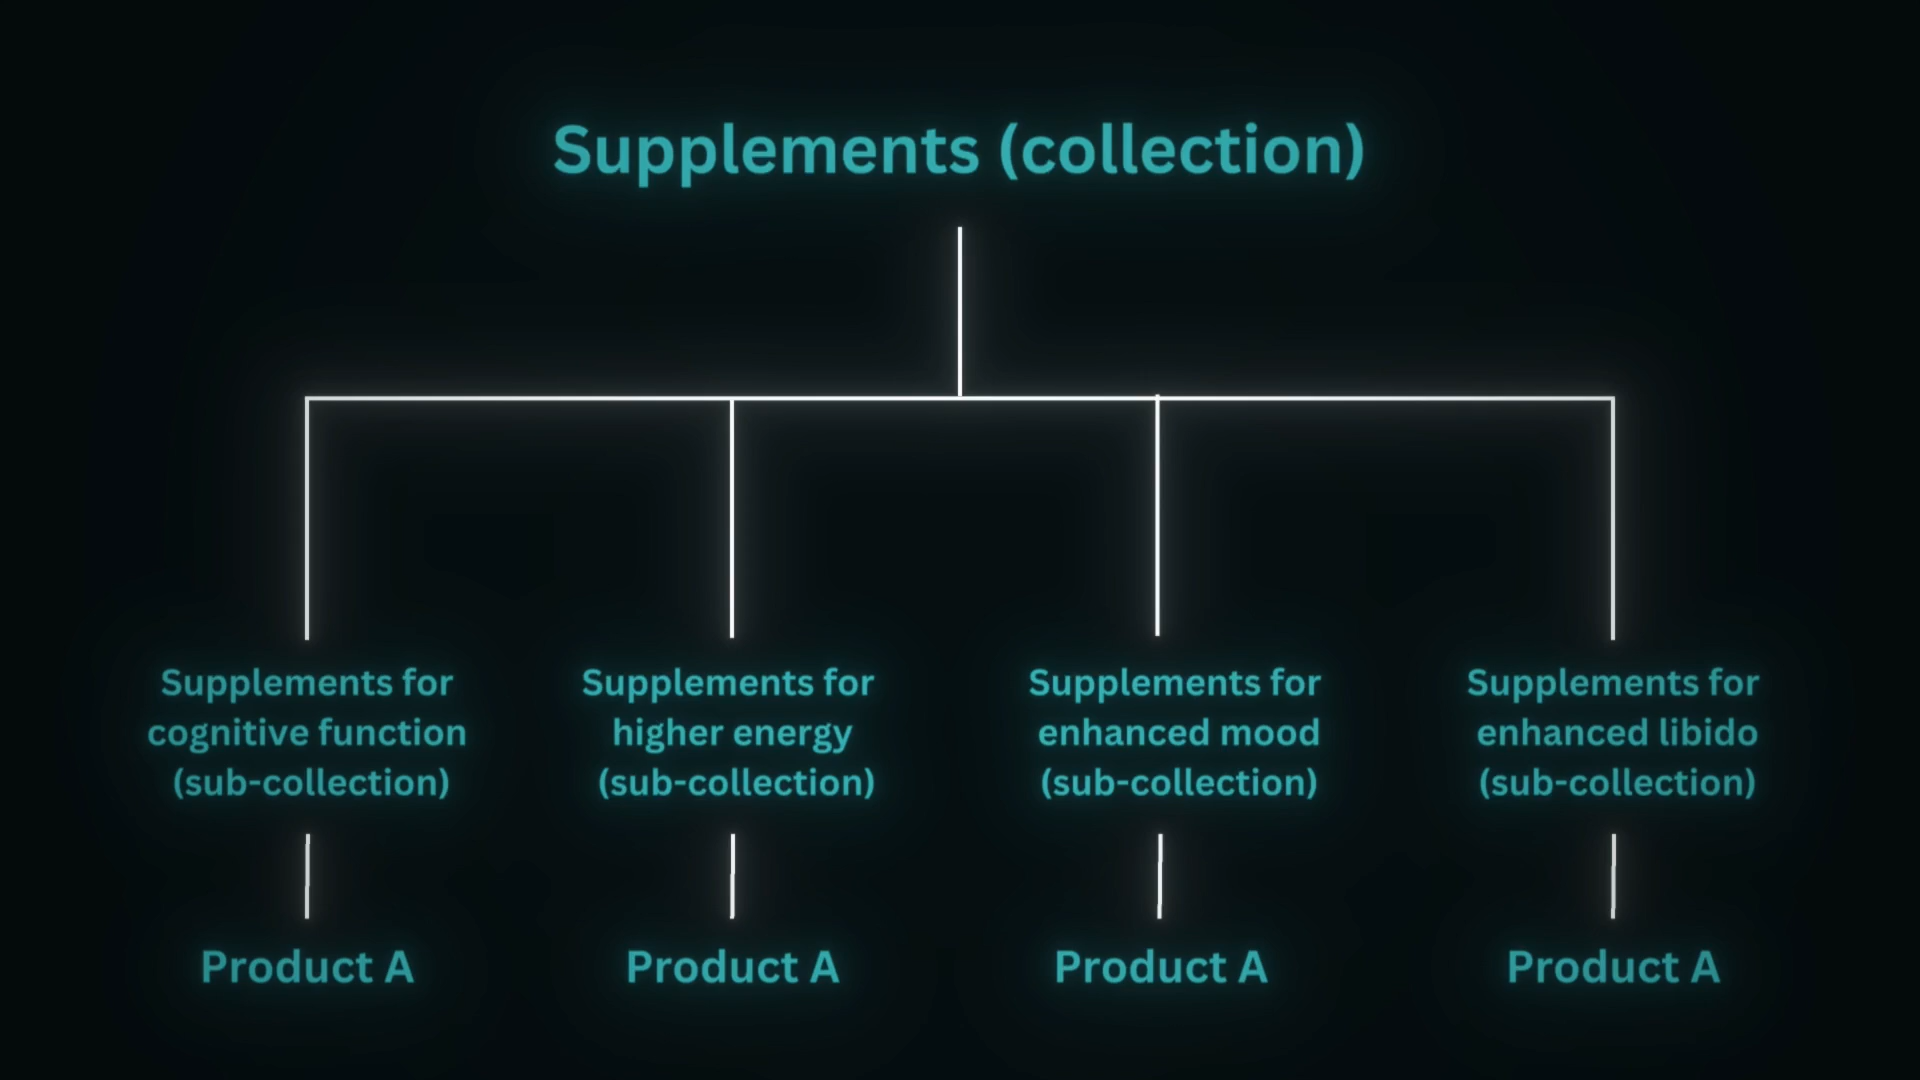 Supplements (collection)
Supplements for
cognitive function
(sub-collection)
Supplements for
higher energy
(sub-collection)
Supplements for
enhanced mood
(sub-collection)
Supplements for
enhanced libido
(sub-collection)
Product A
Product A
Product A
Product A